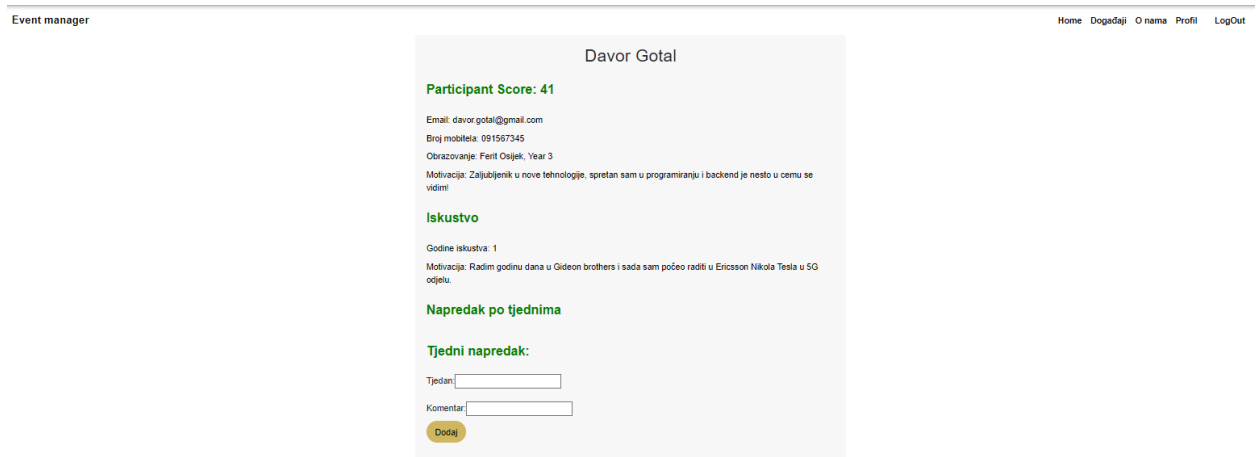 Event manager
Home Događaji O nama Profil LogOut
Davor Gotal
Participant Score: 41
Email: davor.gotal@gmail.com
Broj mobitela: 091567345
Obrazovanje: Ferit Osijek, Year 3
Motivacija: Zaljubljenik u nove tehnologije, spretan sam u programiranju i backend je nesto u cemu se
vidim!
Iskustvo
Godine iskustva: 1
Motivacija: Radim godinu dana u Gideon brothers i sada sam počeo raditi u Ericsson Nikola Tesla u 5G
odjelu.
Napredak po tjednima
Tjedni napredak:
Tjedan:
Komentar:
Dodaj